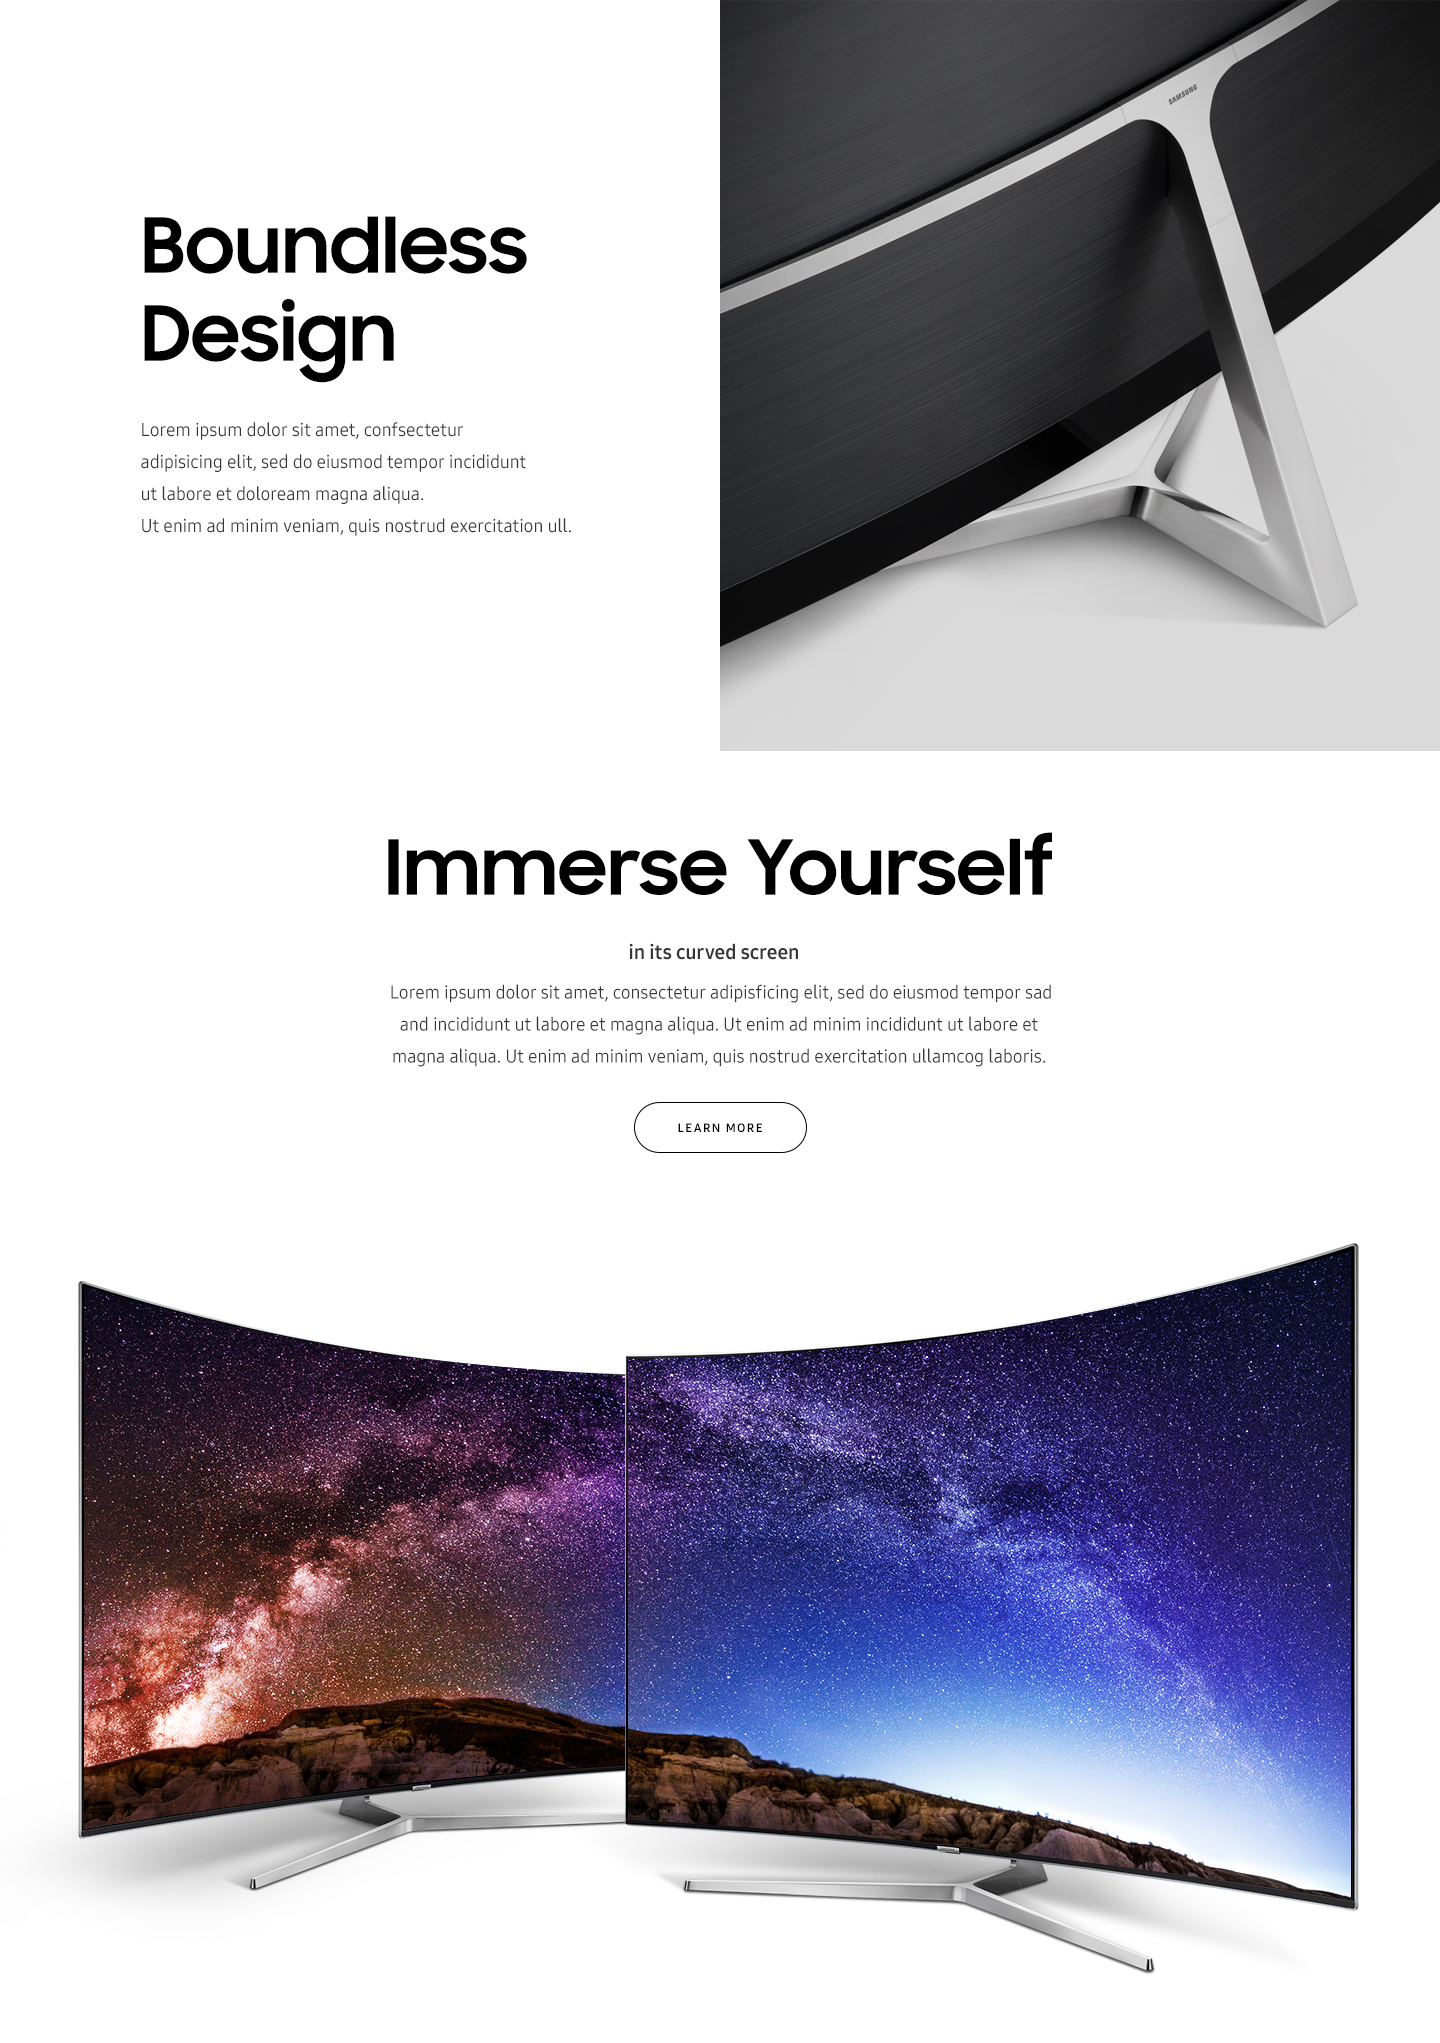 SAMSUNG
Boundless
Design
Lorem ipsum dolor sit amet, confsectetur
adipisicing elit, sed do eiusmod tempor incididunt
ut labore et doloream magna aliqua.
Ut enim ad minim veniam, quis nostrud exercitation ull.
Immerse Yourself
in its curved screen
Lorem ipsum dolor sit amet, consectetur adipisficing elit, sed do eiusmod tempor sad
and incididunt ut labore et magna aliqua. Ut enim ad minim incididunt ut labore et
magna aliqua. Ut enim ad minim veniam, quis nostrud exercitation ullamcog laboris.
LEARN MORE